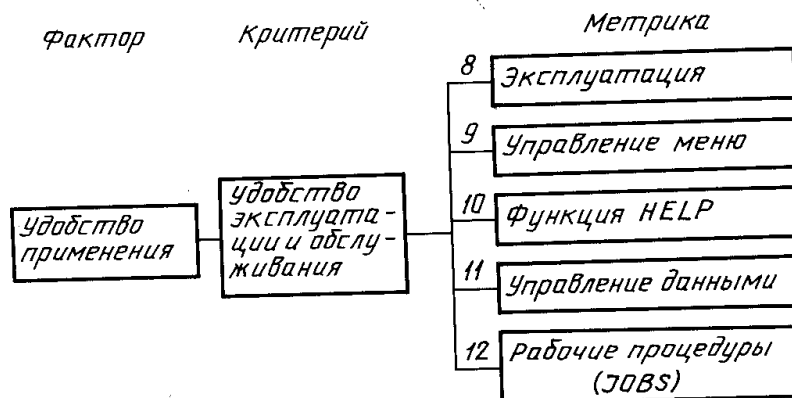 Фактор
Критерий
Метрика
Удобство
применения
Удобство
эксплуата-
ции и обслу-
живания
8
Эксплуатация
9
Управление меню
10
Функция HELP
11
Управление данными
12
Рабочие процедуры
(JOBS)